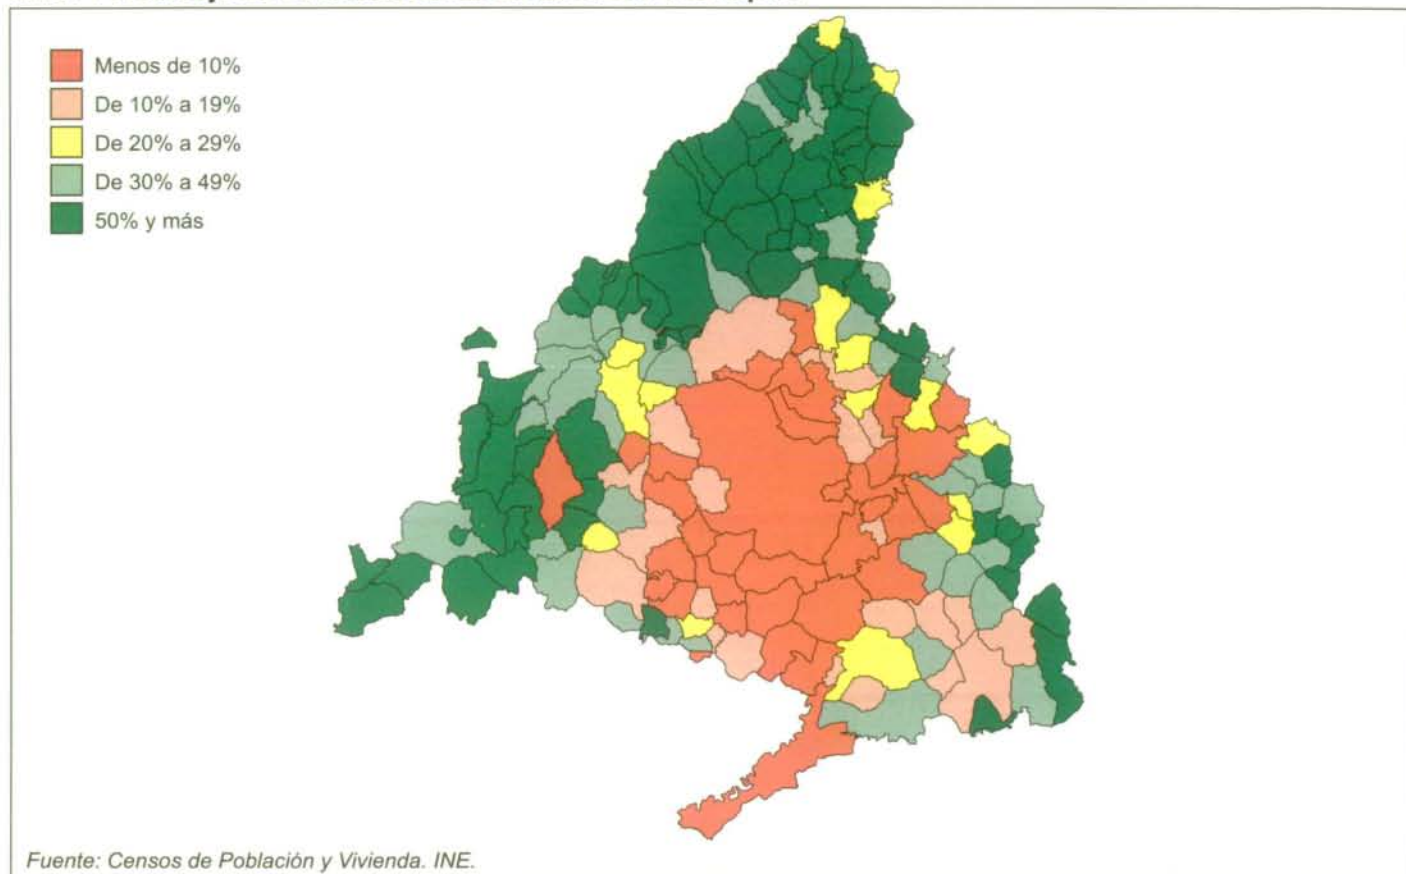 Menos de 10%
De 10% a 19%
De 20% a 29%
De 30% a 49%
50% y más
Fuente: Censos de Población y Vivienda. INE.